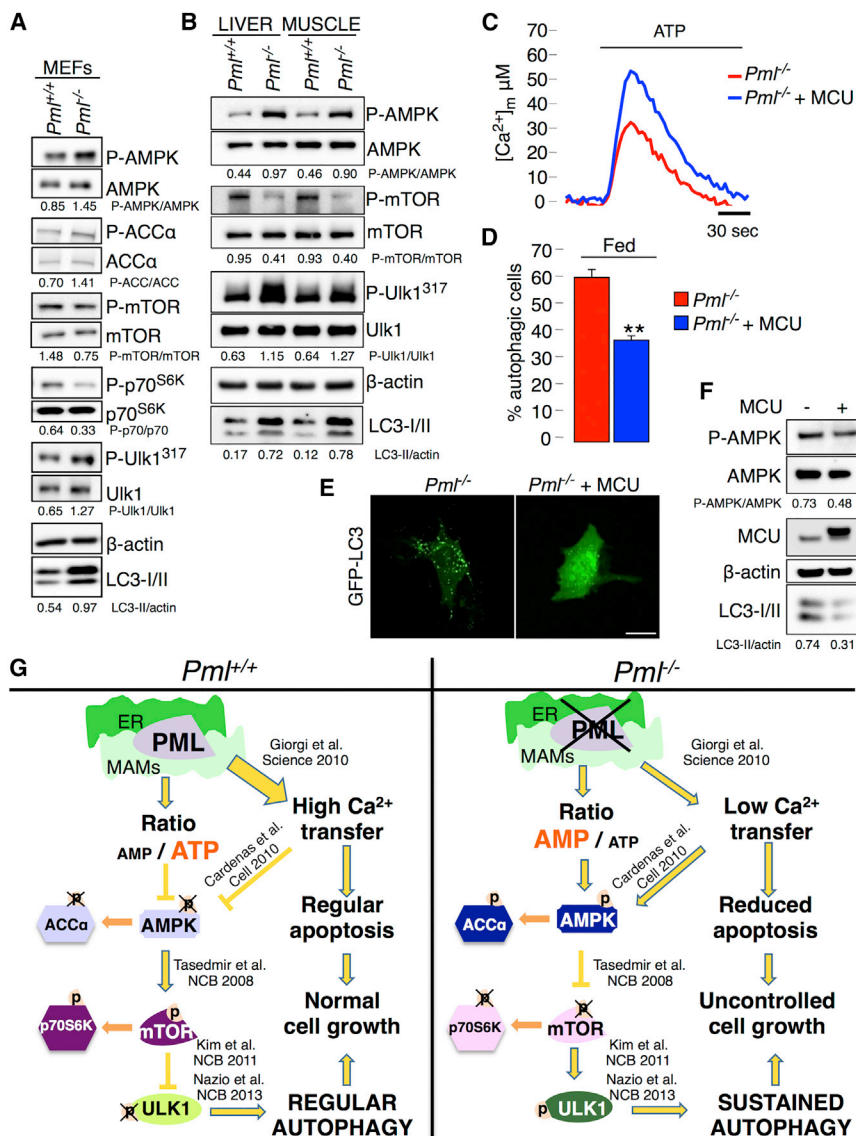 A
MEFs
Pml+/+
Pml-/-
P-AMPK
AMPK
0.85 1.45
P-AMPK/AMPK
P-ACCα
ACCα
0.70 1.41
P-ACC/ACC
P-mTOR
mTOR
1.48 0.75
P-mTOR/mTOR
P-p70S6K
p70S6K
0.64 0.33
P-p70/p70
P-Ulk1317
Ulk1
0.65 1.27
P-Ulk1/Ulk1
β-actin
LC3-I/II
0.54 0.97
LC3-II/actin
B
LIVER MUSCLE
Pml+/+
Pml-/-
Pml+/+
Pml-/-
P-AMPK
AMPK
0.44 0.97 0.46 0.90
P-AMPK/AMPK
P-mTOR
mTOR
0.95 0.41 0.93 0.40
P-mTOR/mTOR
P-Ulk1317
Ulk1
0.63 1.15 0.64 1.27
P-Ulk1/Ulk1
β-actin
LC3-I/II
0.17 0.72 0.12 0.78
LC3-II/actin
C
ATP
[Ca2+]m μM
70
60
50
40
30
20
10
0
Pml-/-
Pml-/- + MCU
30 sec
D
Fed
% autophagic cells
70
60
50
40
30
20
10
0
**
Pml-/-
Pml-/- + MCU
E
Pml-/-
Pml-/- + MCU
GFP-LC3
F
MCU - +
P-AMPK
AMPK
P-AMPK/AMPK
0.73 0.48
MCU
β-actin
LC3-I/II
LC3-II/actin
0.74 0.31
G
Pml+/+
ER
PML
MAMs
Giorgi et al.
Science 2010
Ratio
AMP / ATP
High Ca2+
transfer
Cardenas et al.
Cell 2010
p
p
ACCα
AMPK
Regular
apoptosis
Tasedmir et al.
NCB 2008
p
p
p70S6K
mTOR
Normal
cell growth
Kim et al.
NCB 2011
Nazio et al.
NCB 2013
p
ULK1
REGULAR
AUTOPHAGY
Pml-/-
ER
PML
MAMs
Giorgi et al.
Science 2010
Ratio
AMP / ATP
Low Ca2+
transfer
Cardenas et al.
Cell 2010
p
p
ACCα
AMPK
Reduced
apoptosis
Tasedmir et al.
NCB 2008
p
p
p70S6K
mTOR
Uncontrolled
cell growth
Kim et al.
NCB 2011
Nazio et al.
NCB 2013
p
ULK1
SUSTAINED
AUTOPHAGY